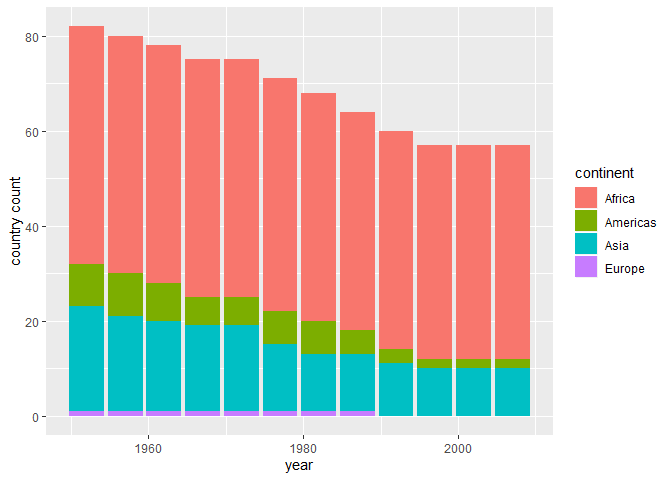 80
60
40
20
0
country count
1960 1980 2000
year
continent
Africa
Americas
Asia
Europe